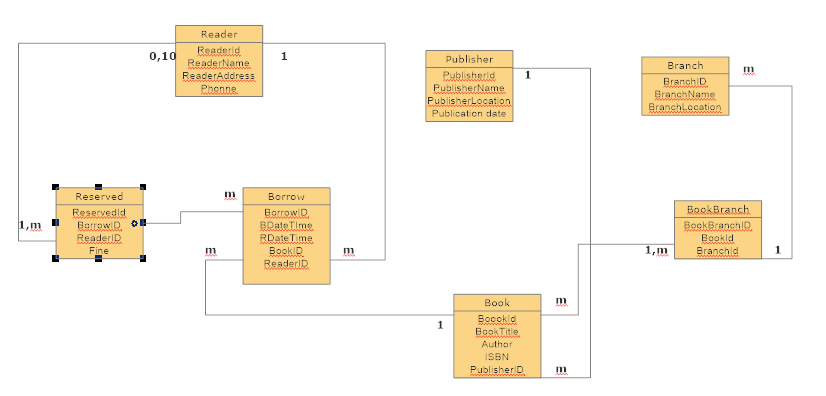 Reader
ReaderId
ReaderName
ReaderAddress
Phonne
0,10
1
Publisher
PublisherId
PublisherName
PublisherLocation
Publication date
1
Branch
BranchID
BranchName
BranchLocation
m
Reserved
ReservedId
BorrowID
ReaderID
Fine
1,m
m
Borrow
BorrowID
BDateTIme
RDateTime
BookID
ReaderID
m
m
BookBranch
BookBranchID
BookId
BranchId
1,m
1
Book
BoookId
BookTitle
Author
ISBN
PublisherID
1
m
m